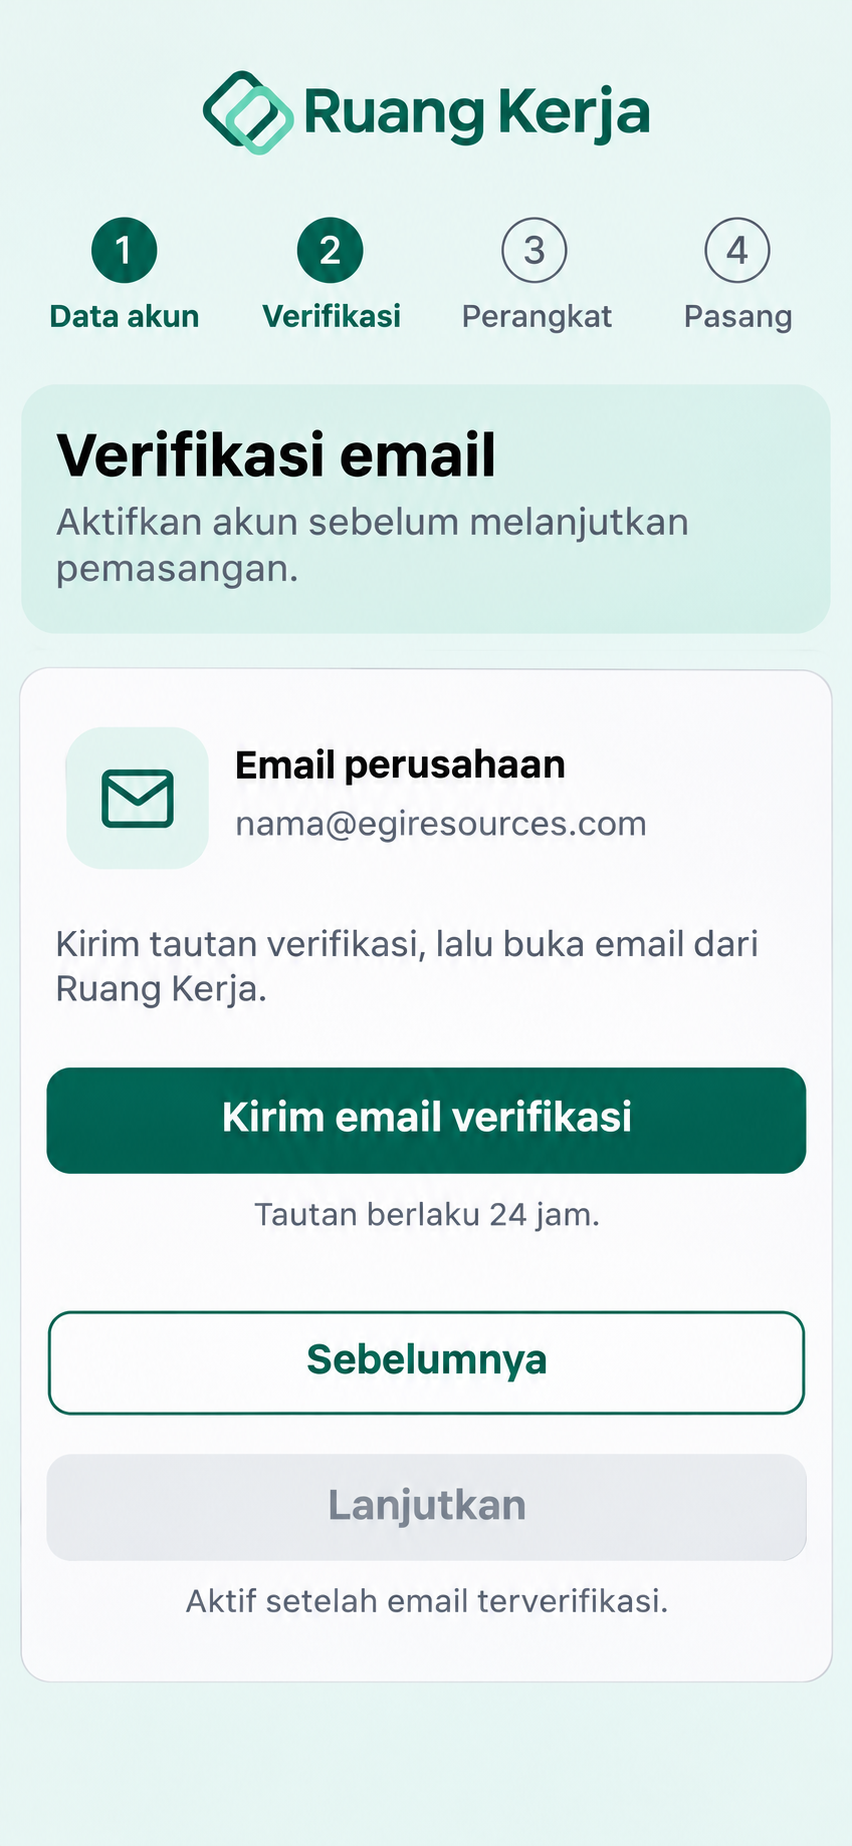 Ruang Kerja
1
2
3
4
Data akun
Verifikasi
Perangkat
Pasang
Verifikasi email
Aktifkan akun sebelum melanjutkan
pemasangan.
Email perusahaan
nama@egiresources.com
Kirim tautan verifikasi, lalu buka email dari
Ruang Kerja.
Kirim email verifikasi
Tautan berlaku 24 jam.
Sebelumnya
Lanjutkan
Aktif setelah email terverifikasi.